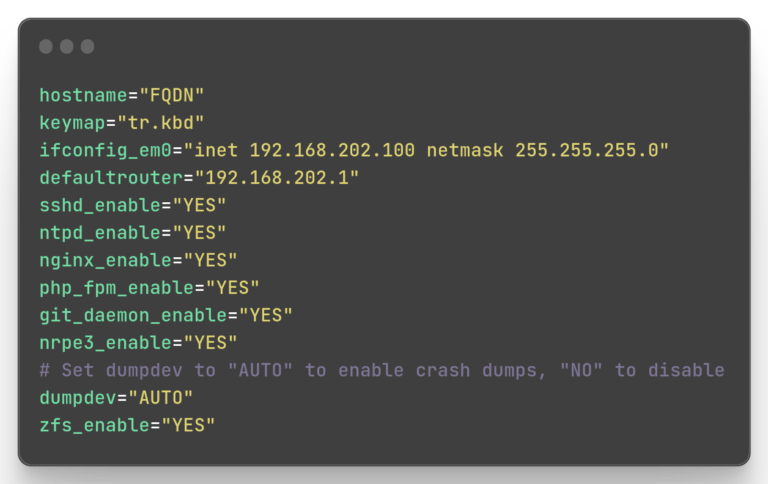 hostname="FQDN"
keymap="tr.kbd"
ifconfig_em0="inet 192.168.202.100 netmask 255.255.255.0"
defaultrouter="192.168.202.1"
sshd_enable="YES"
ntpd_enable="YES"
nginx_enable="YES"
php_fpm_enable="YES"
git_daemon_enable="YES"
nrpe3_enable="YES"
# Set dumpdev to "AUTO" to enable crash dumps, "NO" to disable
dumpdev="AUTO"
zfs_enable="YES"